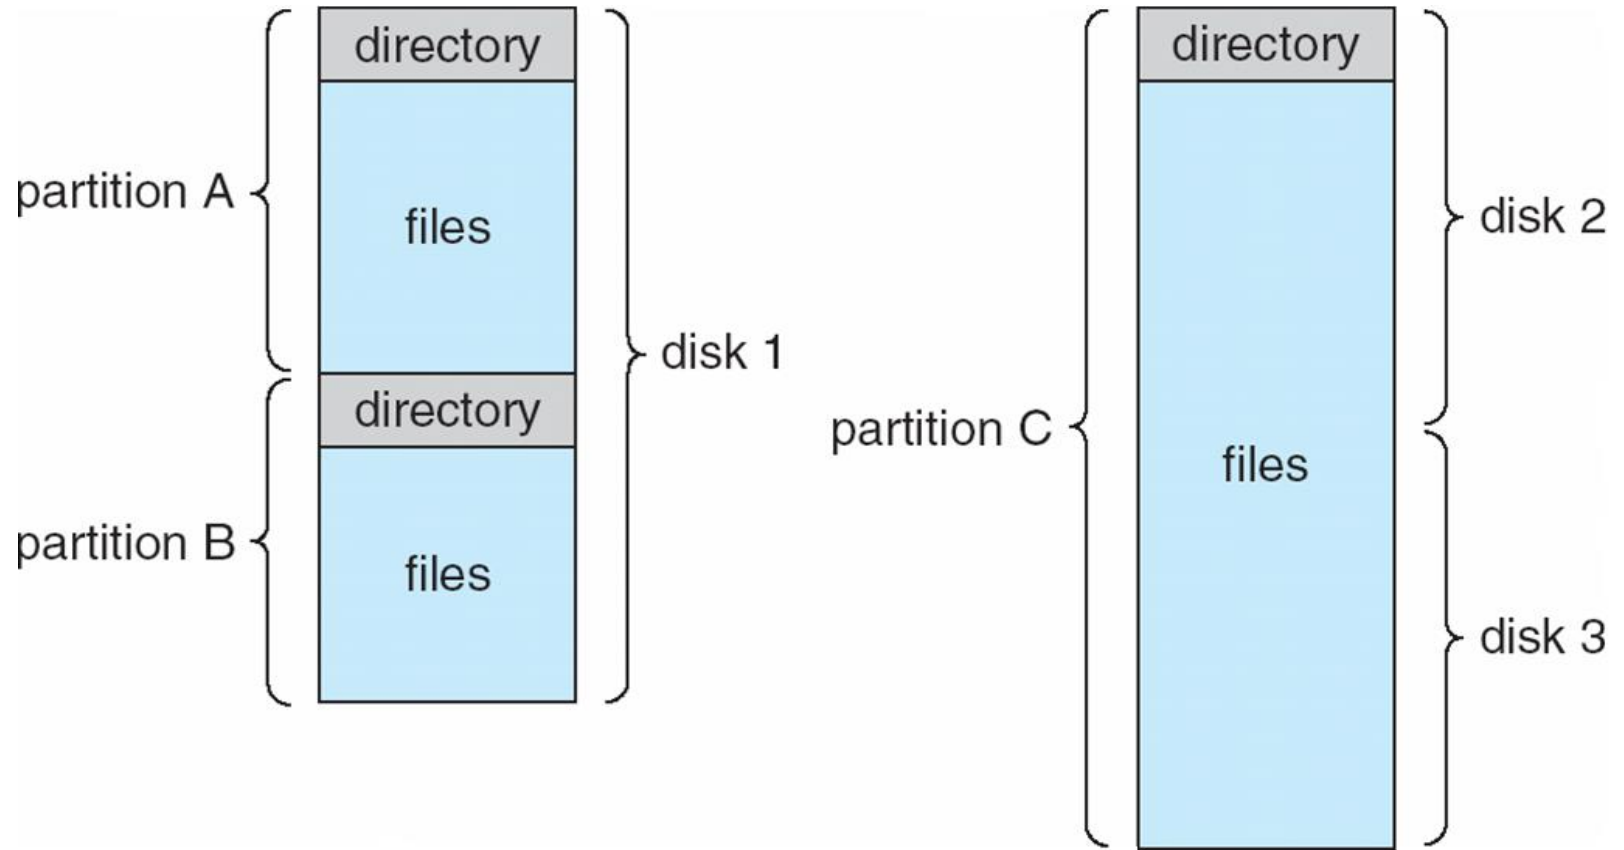 directory
partition A
files
directory
partition B
files
disk 1
directory
partition C
files
disk 2
disk 3